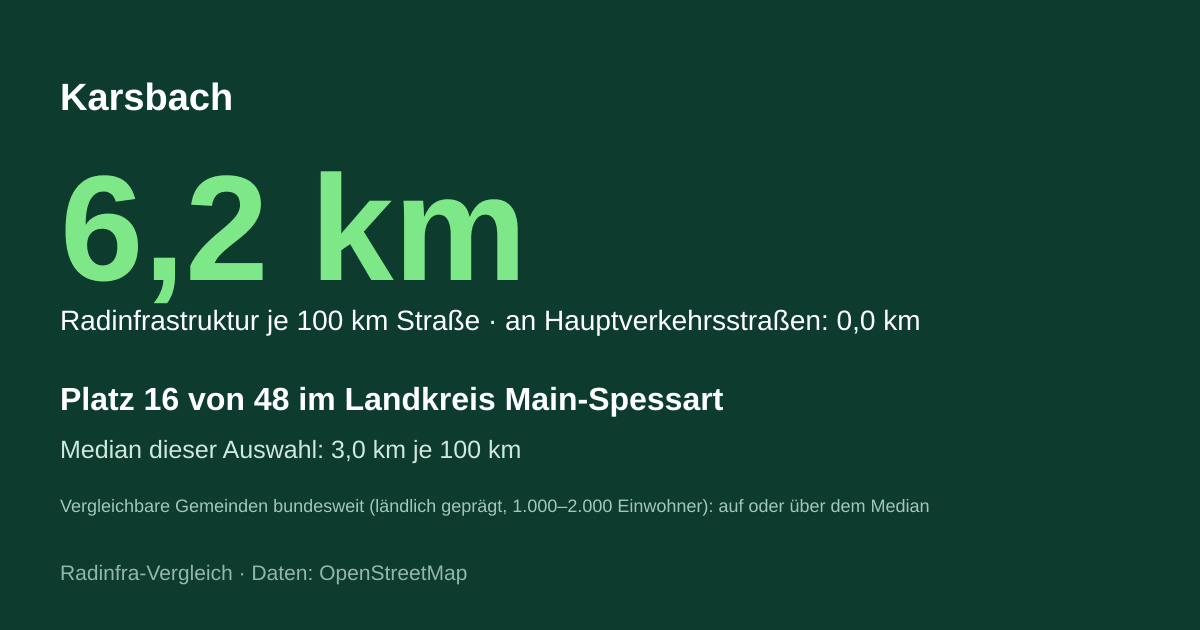 Karsbach
6,2 km
Radinfrastruktur je 100 km Straße · an Hauptverkehrsstraßen: 0,0 km
Platz 16 von 48 im Landkreis Main-Spessart
Median dieser Auswahl: 3,0 km je 100 km
Vergleichbare Gemeinden bundesweit (ländlich geprägt, 1.000–2.000 Einwohner): auf oder über dem Median
Radinfra-Vergleich · Daten: OpenStreetMap